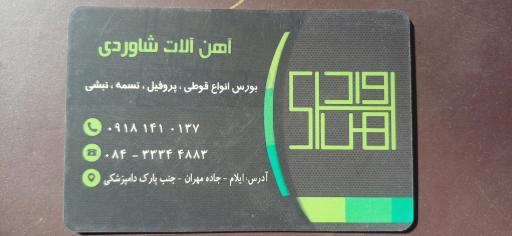 آهن آلات شاوردی
بورس انواع قوطی ، پروفیل ، تسمه ، نبشی
۰۹۱۸ ۱۴۱ ۰۱۳۷
۰۸۴ - ۳۳۳۴ ۴۸۸۳
آدرس: ایلام - جاده مهران - جنب پارک دامپزشکی